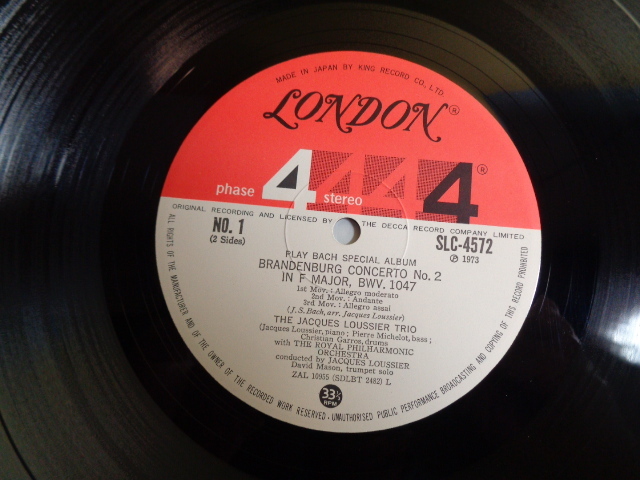 MADE IN JAPAN BY KING RECORD CO., LTD.
LONDON®
phase 4 stereo 4 4 4®
ORIGINAL RECORDING AND LICENSED BY THE DECCA RECORD COMPANY LIMITED
NO. 1
(2 Sides)
SLC-4572
Ⓟ 1973
PLAY BACH SPECIAL ALBUM
BRANDENBURG CONCERTO No. 2
IN F MAJOR, BWV. 1047
1st Mov. : Allegro moderato
2nd Mov. : Andante
3rd Mov. : Allegro assai
(J. S. Bach, arr. Jacques Loussier)
THE JACQUES LOUSSIER TRIO
(Jacques Loussier, piano ; Pierre Michelot, bass ;
Christian Garros, drums
with THE ROYAL PHILHARMONIC
ORCHESTRA
conducted by JACQUES LOUSSIER
David Mason, trumpet solo
ZAL 10955 (SDLBT 2482) L
33⅓
RPM
ALL RIGHTS OF THE MANUFACTURER AND OF THE OWNER OF THE RECORDED WORK RESERVED. UNAUTHORISED PUBLIC PERFORMANCE BROADCASTING AND COPYING OF THIS RECORD PROHIBITED